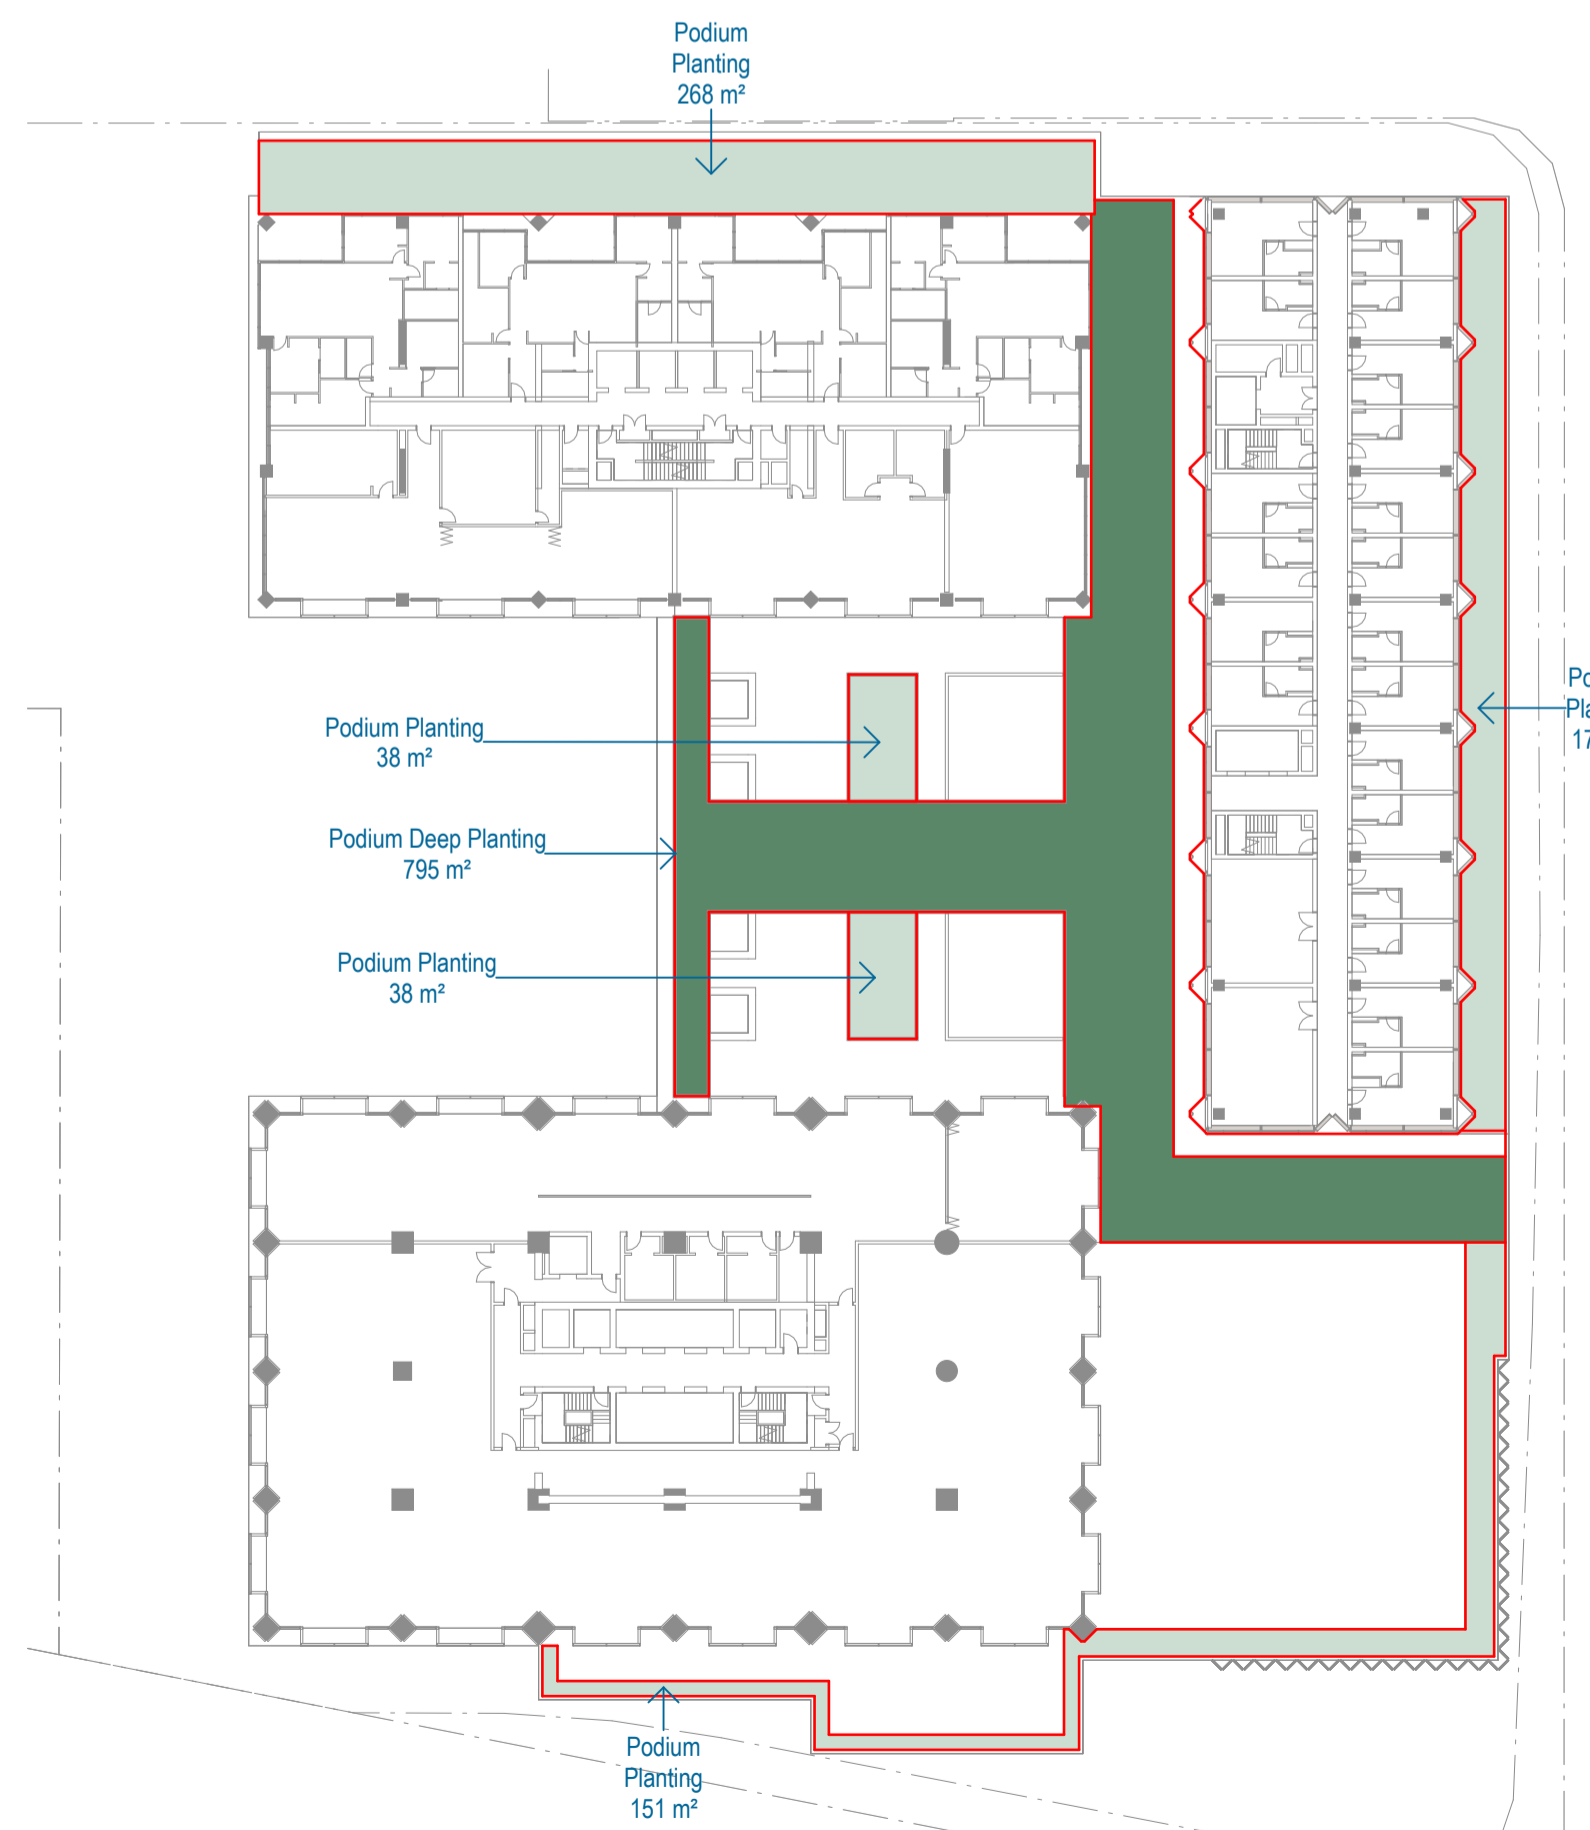 Podium
Planting
268 m²
Podium Planting
38 m²
Podium Deep Planting
795 m²
Podium Planting
38 m²
Podium
Planting
151 m²